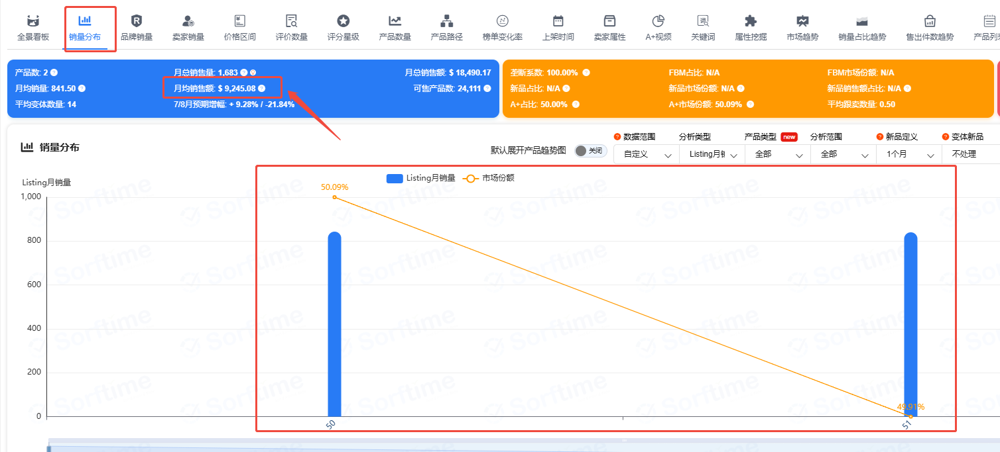 全景看板 销量分布 品牌销量 卖家销量 价格区间 评价数量 评分星级 产品数量 产品路径 榜单变化率 上架时间 卖家属性 A+视频 关键词 属性挖掘 市场趋势 销量占比趋势 售出件数趋势 产品列
产品数: 2 月总销售量: 1,683 月总销售额: $ 18,490.17
月均销量: 841.50 月均销售额: $ 9,245.08 可售产品数: 24,111
平均变体数量: 14 7/8月预期增幅: + 9.28% / -21.84%
垄断系数: 100.00% FBM占比: N/A FBM市场份额: N/A
新品占比: N/A 新品市场份额: N/A 新品销售额占比: N/A
A+占比: 50.00% A+市场份额: 50.09% 平均跟卖数量: 0.50
销量分布
默认展开产品趋势图 关闭
数据范围 分析类型 产品类型 new 分析范围 新品定义 变体新品
自定义 Listing月销 全部 全部 1个月 不处理
Listing月销量 市场份额
Listing月销量
50.09%
1,000
800
600
400
200
49.91%
0
50 51
Sorftime